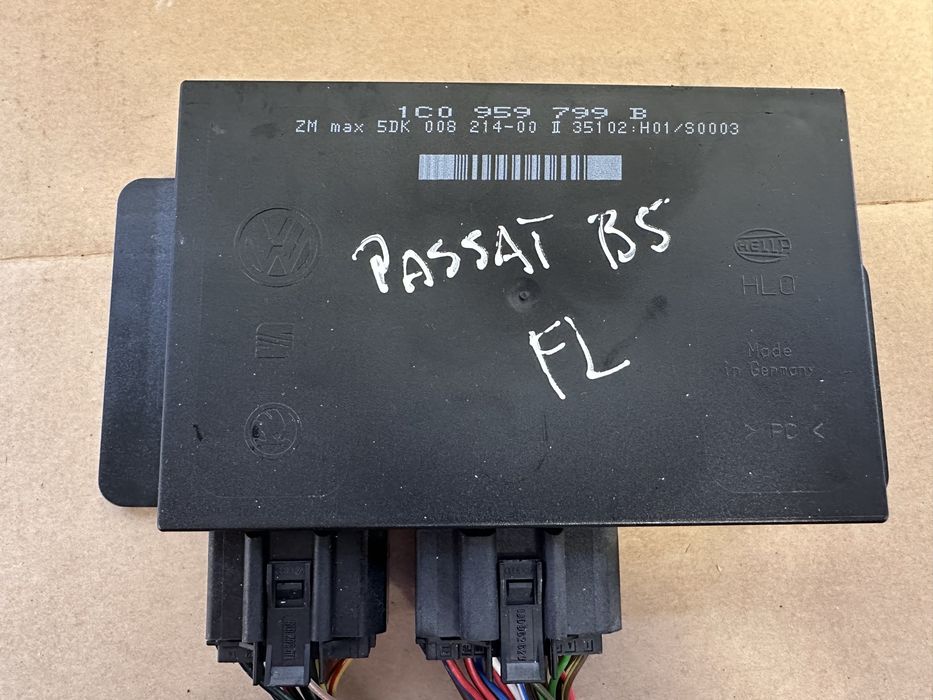 1C0 959 799 B
ZM max 5DK 008 214-00 II 35102:H01/S0003
PASSAT B5
FL
HELLA
HLO
Made
in Germany
> PC <